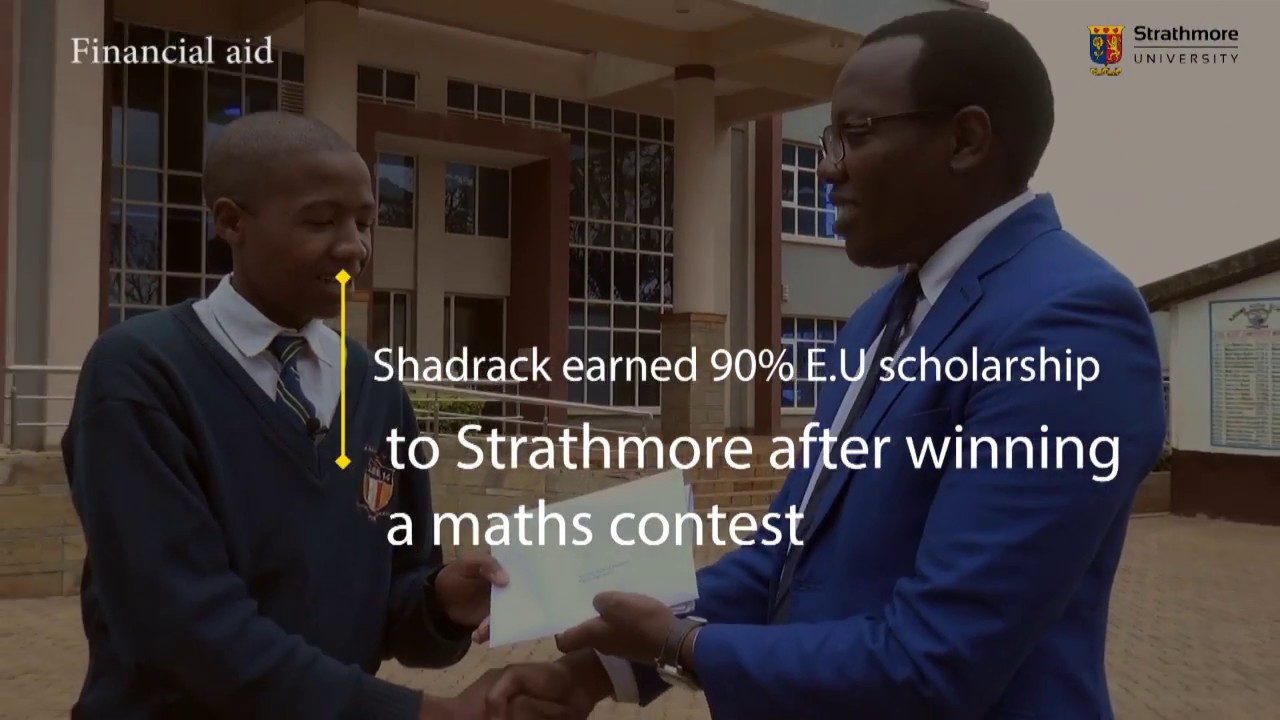 Financial aid
Strathmore
UNIVERSITY
Shadrack earned 90% E.U scholarship
to Strathmore after winning
a maths contest